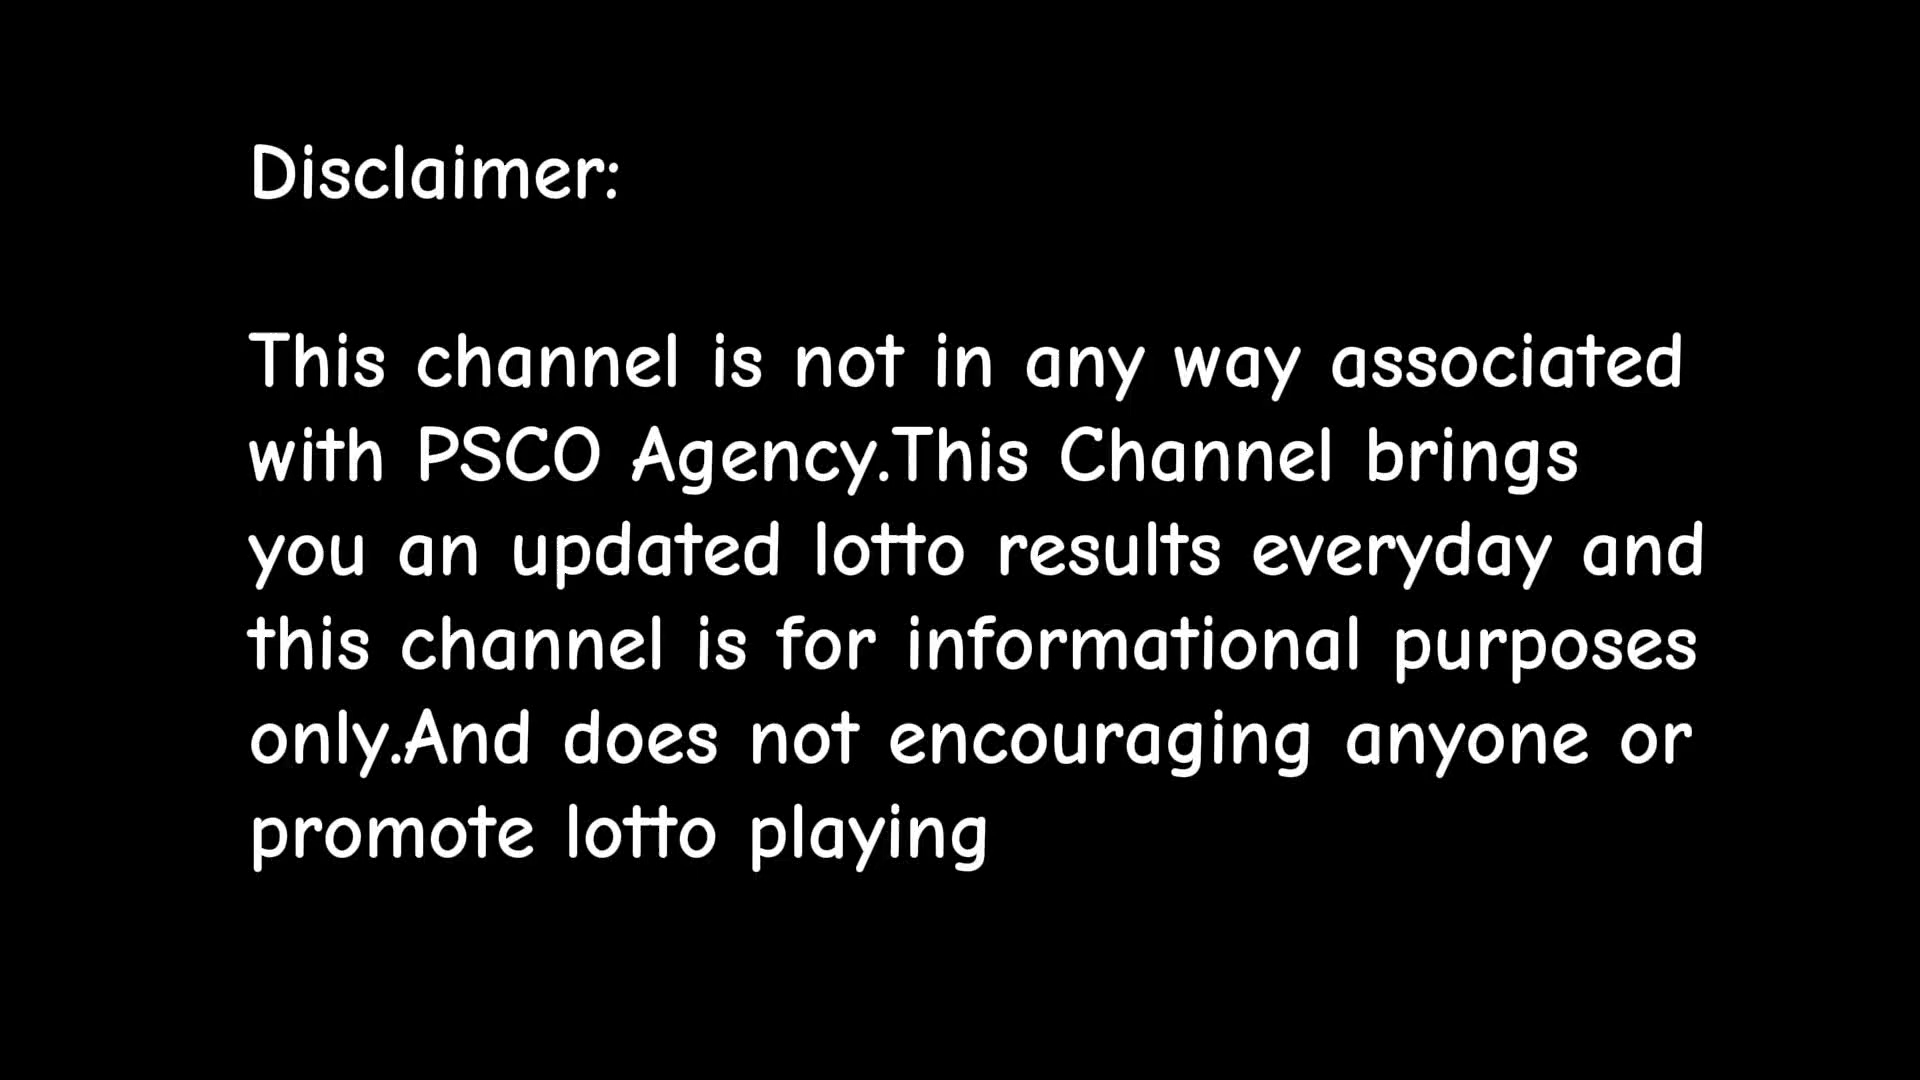 Disclaimer:
This channel is not in any way associated
with PSCO Agency.This Channel brings
you an updated lotto results everyday and
this channel is for informational purposes
only.And does not encouraging anyone or
promote lotto playing